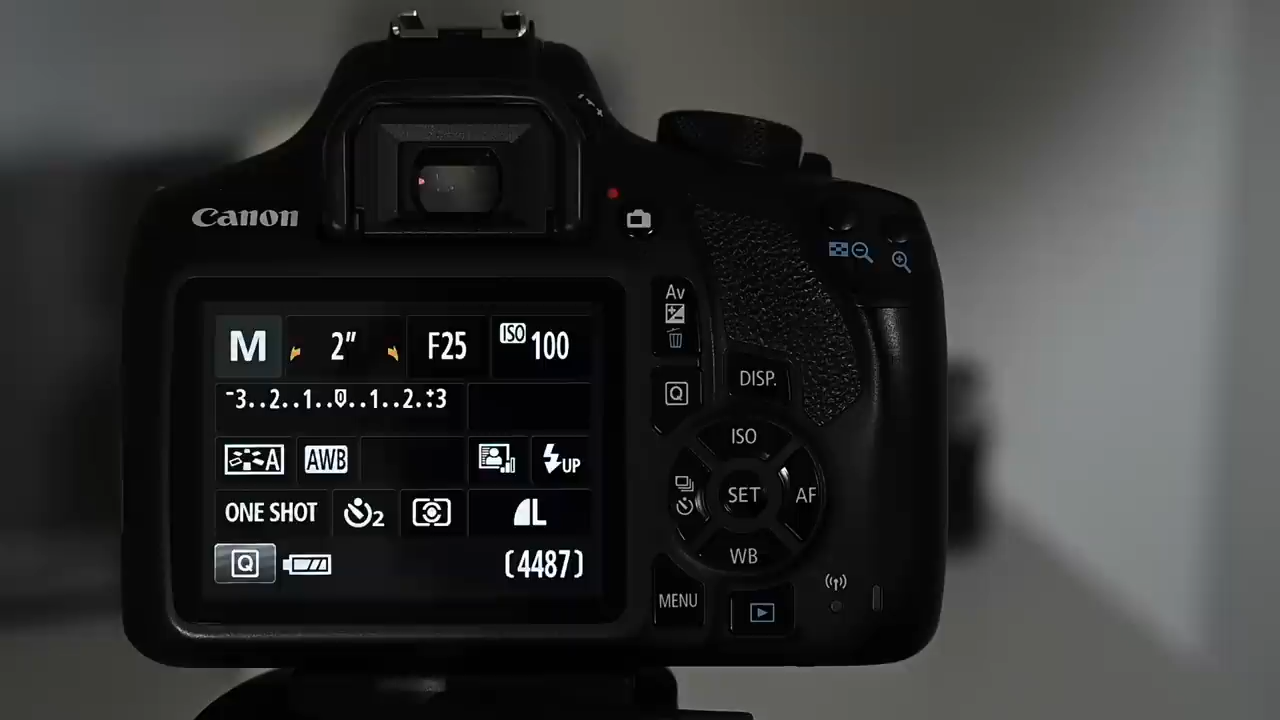 Canon
M 2" F25 ISO 100
-3..2..1..0..1..2.:+3
A AWB UP
ONE SHOT 2 L
Q (4487)
Av
Q
DISP.
ISO
SET
AF
WB
MENU